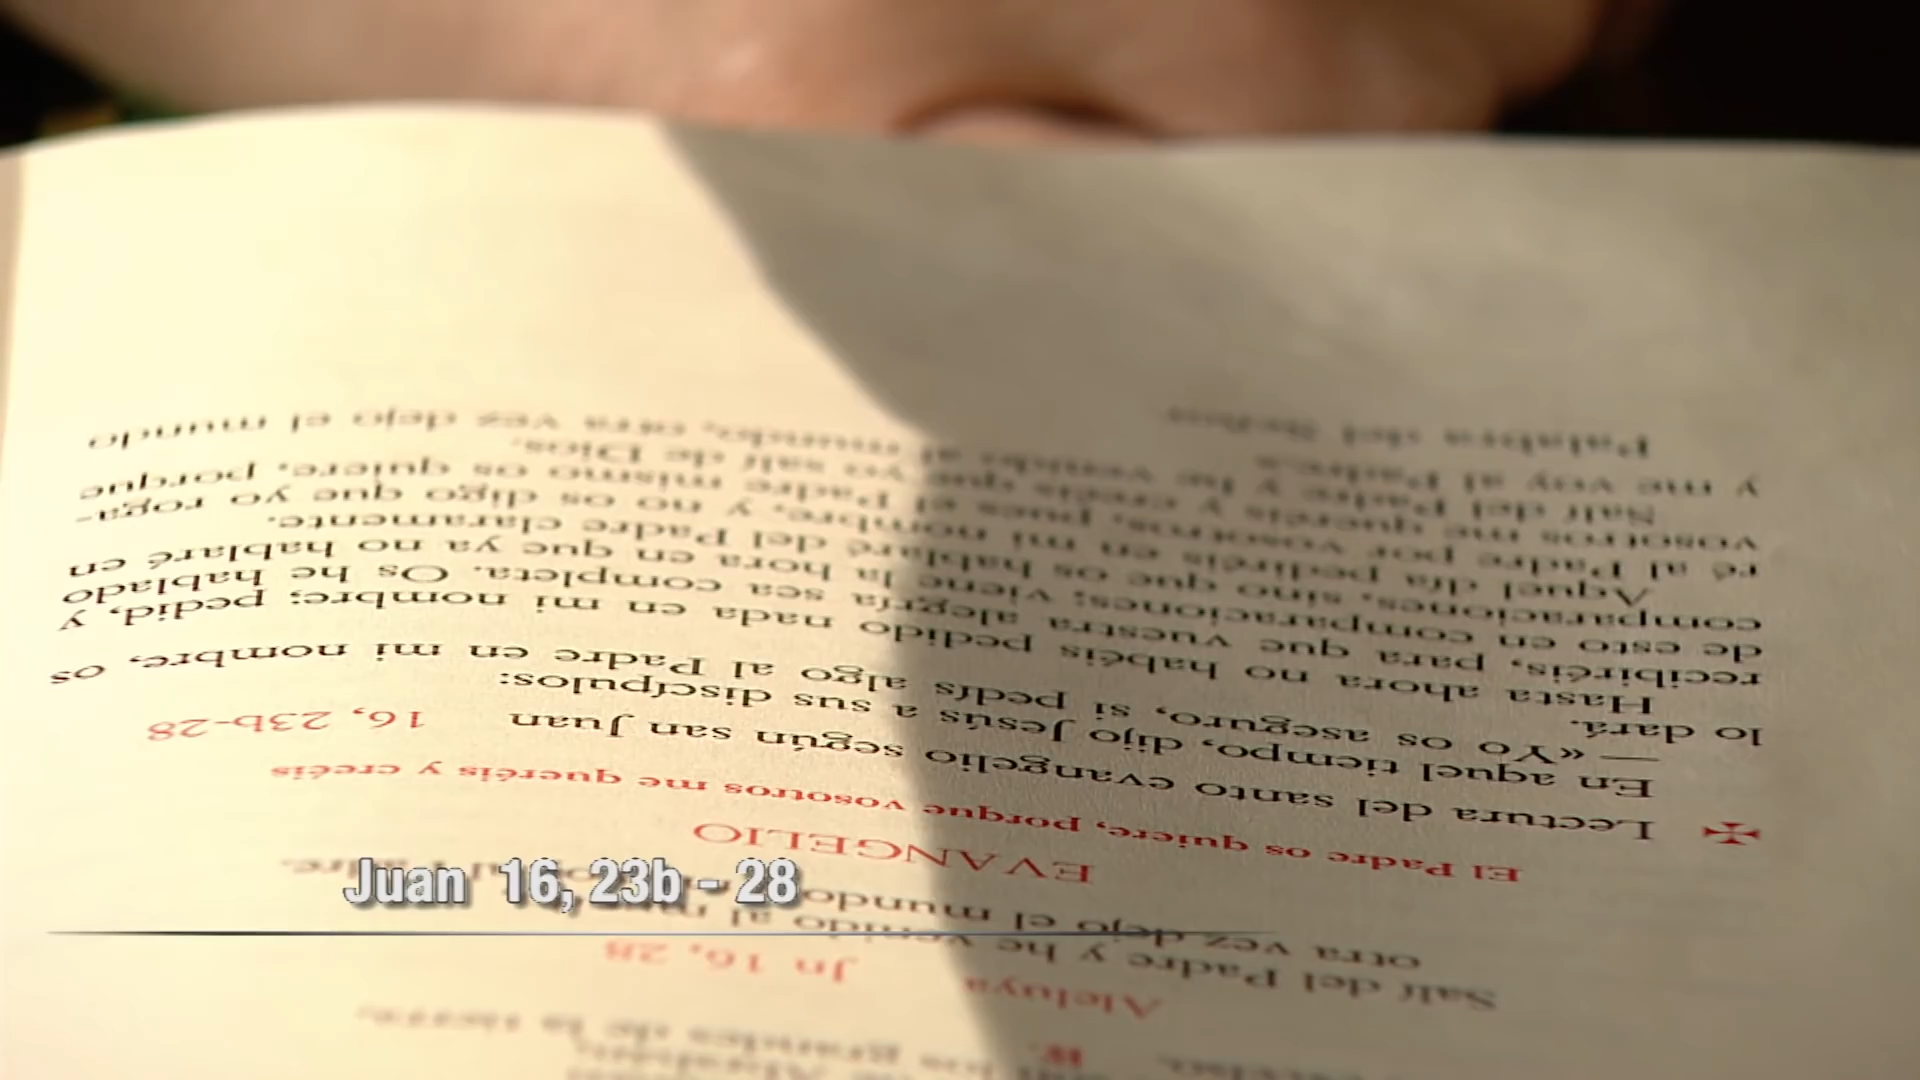 Aleluya Jn 16, 28
Salí del Padre y he venido al
otra vez dejo el mundo Padre.
EVANGELIO
El Padre os quiere, porque vosotros me queréis y creéis
✠ Lectura del santo evangelio según san Juan 16, 23b-28
En aquel tiempo, dijo Jesús a sus discípulos:
—«Yo os aseguro, si pedís algo al Padre en mi nombre, os
lo dará.
Hasta ahora no habéis pedido nada en mi nombre; pedid, y
recibiréis, para que vuestra alegría sea completa. Os he hablado
de esto en comparaciones; viene la hora en que ya no hablaré en
comparaciones, sino que os hablaré del Padre claramente.
Aquel día pediréis en mi nombre, y no os digo que yo roga-
ré al Padre por vosotros, pues el Padre mismo os quiere, porque
vosotros me queréis y creéis que yo salí de Dios.
Salí del Padre y he venido al mundo, otra vez dejo el mundo
y me voy al Padre.»
Palabra del Señor.
Juan 16, 23b - 28